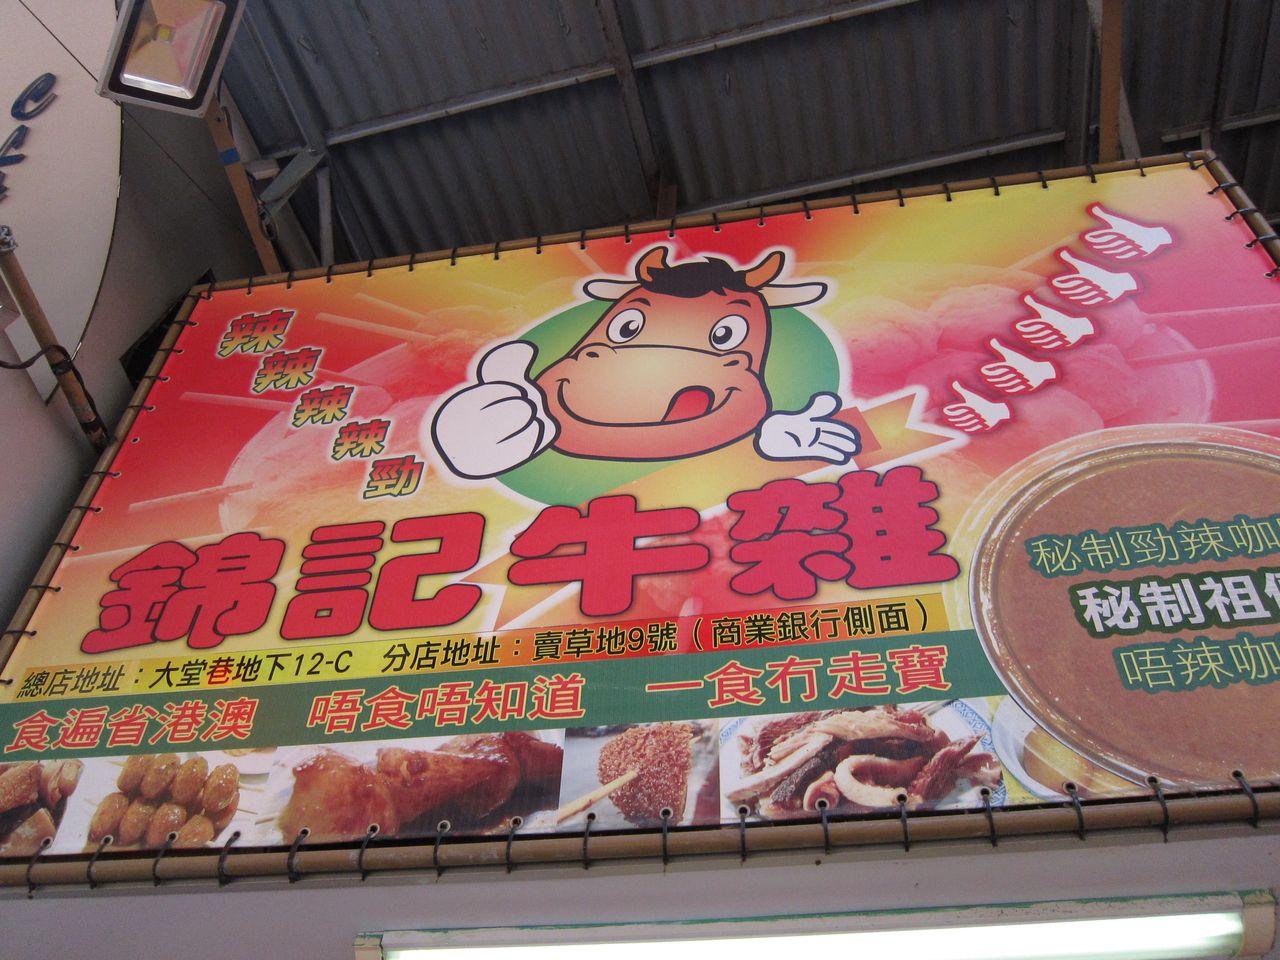 辣辣辣辣勁
錦記牛雜
總店地址：大堂巷地下12-C 分店地址：賣草地9號（商業銀行側面）
食遍省港澳 唔食唔知道 一食冇走寶
秘制勁辣咖
秘制祖
唔辣咖